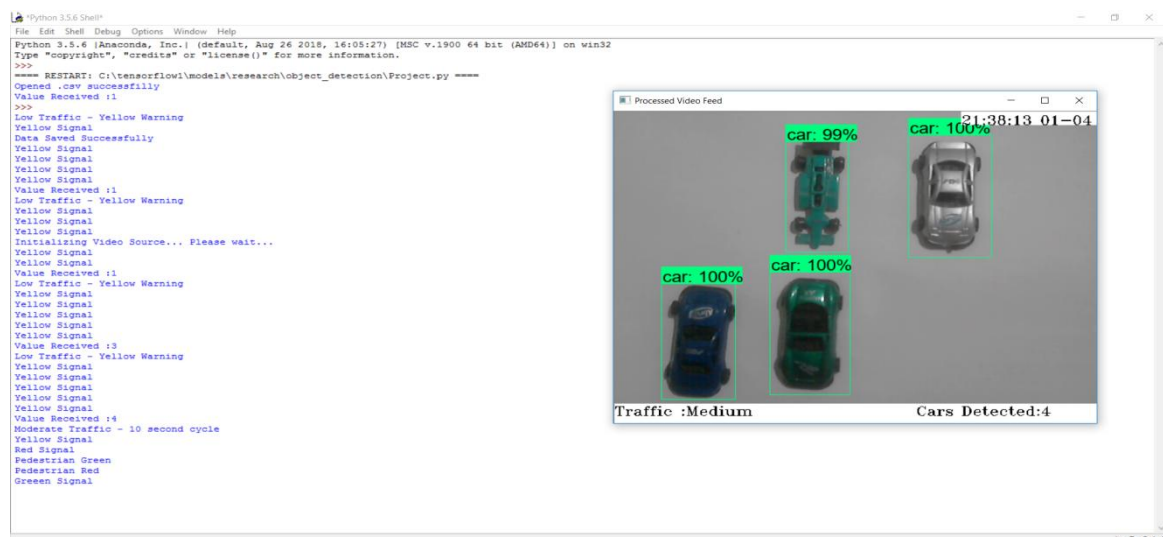 *Python 3.5.6 Shell*
File Edit Shell Debug Options Window Help
Python 3.5.6 |Anaconda, Inc.| (default, Aug 26 2018, 16:05:27) [MSC v.1900 64 bit (AMD64)] on win32
Type "copyright", "credits" or "license()" for more information.
>>>
==== RESTART: C:\tensorflow1\models\research\object_detection\Project.py ====
Opened .csv successfilly
Value Received :1
>>>
Low Traffic - Yellow Warning
Yellow Signal
Data Saved Successfully
Yellow Signal
Yellow Signal
Yellow Signal
Yellow Signal
Value Received :1
Low Traffic - Yellow Warning
Yellow Signal
Yellow Signal
Yellow Signal
Initializing Video Source... Please wait...
Yellow Signal
Yellow Signal
Value Received :1
Low Traffic - Yellow Warning
Yellow Signal
Yellow Signal
Yellow Signal
Yellow Signal
Yellow Signal
Value Received :3
Low Traffic - Yellow Warning
Yellow Signal
Yellow Signal
Yellow Signal
Yellow Signal
Yellow Signal
Value Received :4
Moderate Traffic - 10 second cycle
Yellow Signal
Red Signal
Pedestrian Green
Pedestrian Red
Greeen Signal
Processed Video Feed
21:38:13 01-04
car: 99%
car: 100%
car: 100%
car: 100%
Traffic :Medium
Cars Detected:4